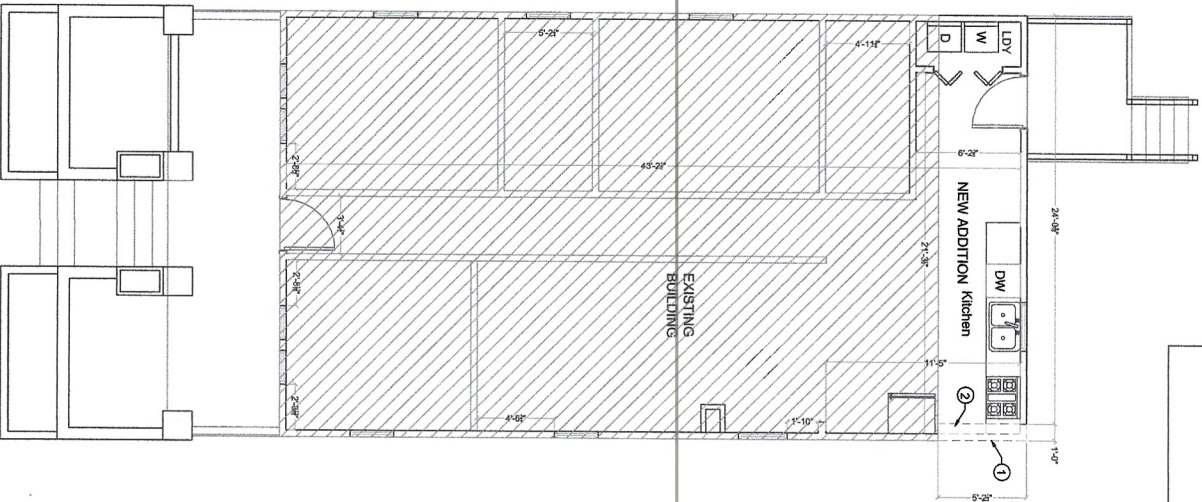 5'-2½"
4'-11½"
D
W
LDY
6'-2½"
43'-2½"
2'-8½"
3'-4½"
NEW ADDITION Kitchen
24'-0½"
21'-3½"
EXISTING
BUILDING
DW
2'-8½"
11'-5"
2'-8½"
4'-6½"
1'-10"
2
1
1'-0"
5'-2½"